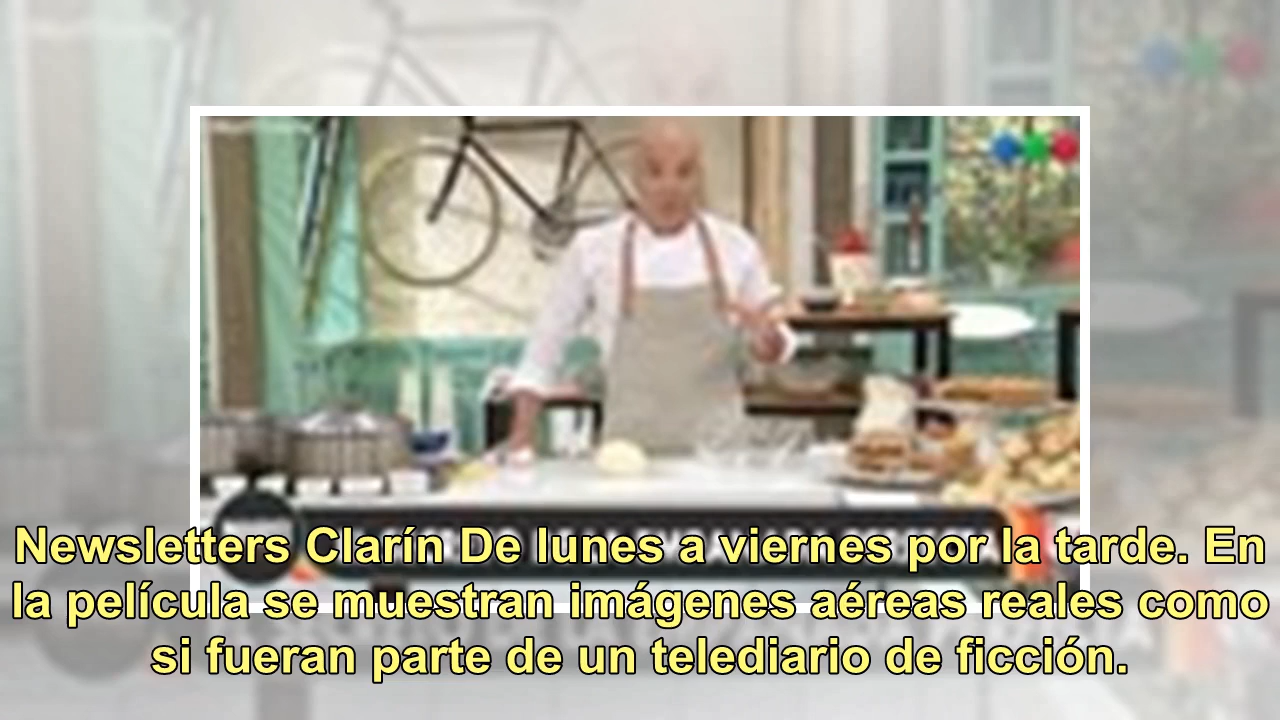 Newsletters Clarín De lunes a viernes por la tarde. En
la película se muestran imágenes aéreas reales como
si fueran parte de un telediario de ficción.